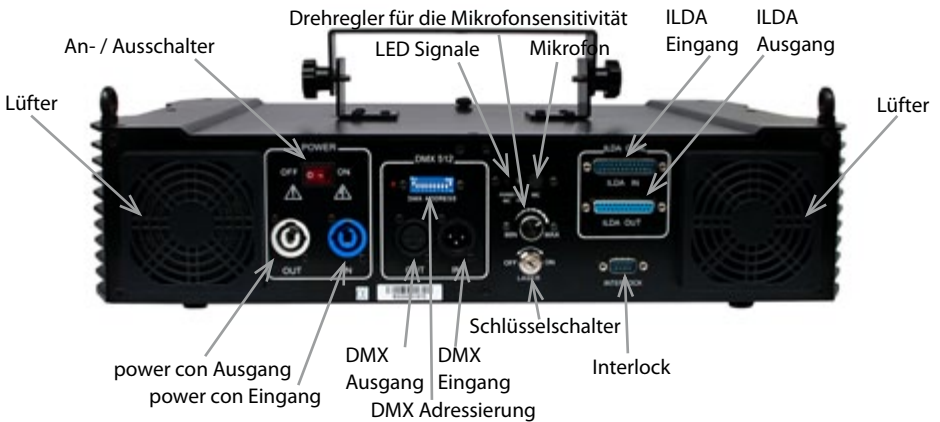 Drehregler für die Mikrofonsensitivität
ILDA
Eingang
ILDA
Ausgang
An- / Ausschalter
LED Signale
Mikrofon
Lüfter
Lüfter
POWER
OFF
ON
OUT
IN
DMX 512
DMX ADDRESS
IN
MIN
MAX
OFF
ON
LASER
ILDA IN
ILDA OUT
INTERLOCK
Schlüsselschalter
Interlock
power con Ausgang
power con Eingang
DMX
Ausgang
DMX
Eingang
DMX Adressierung